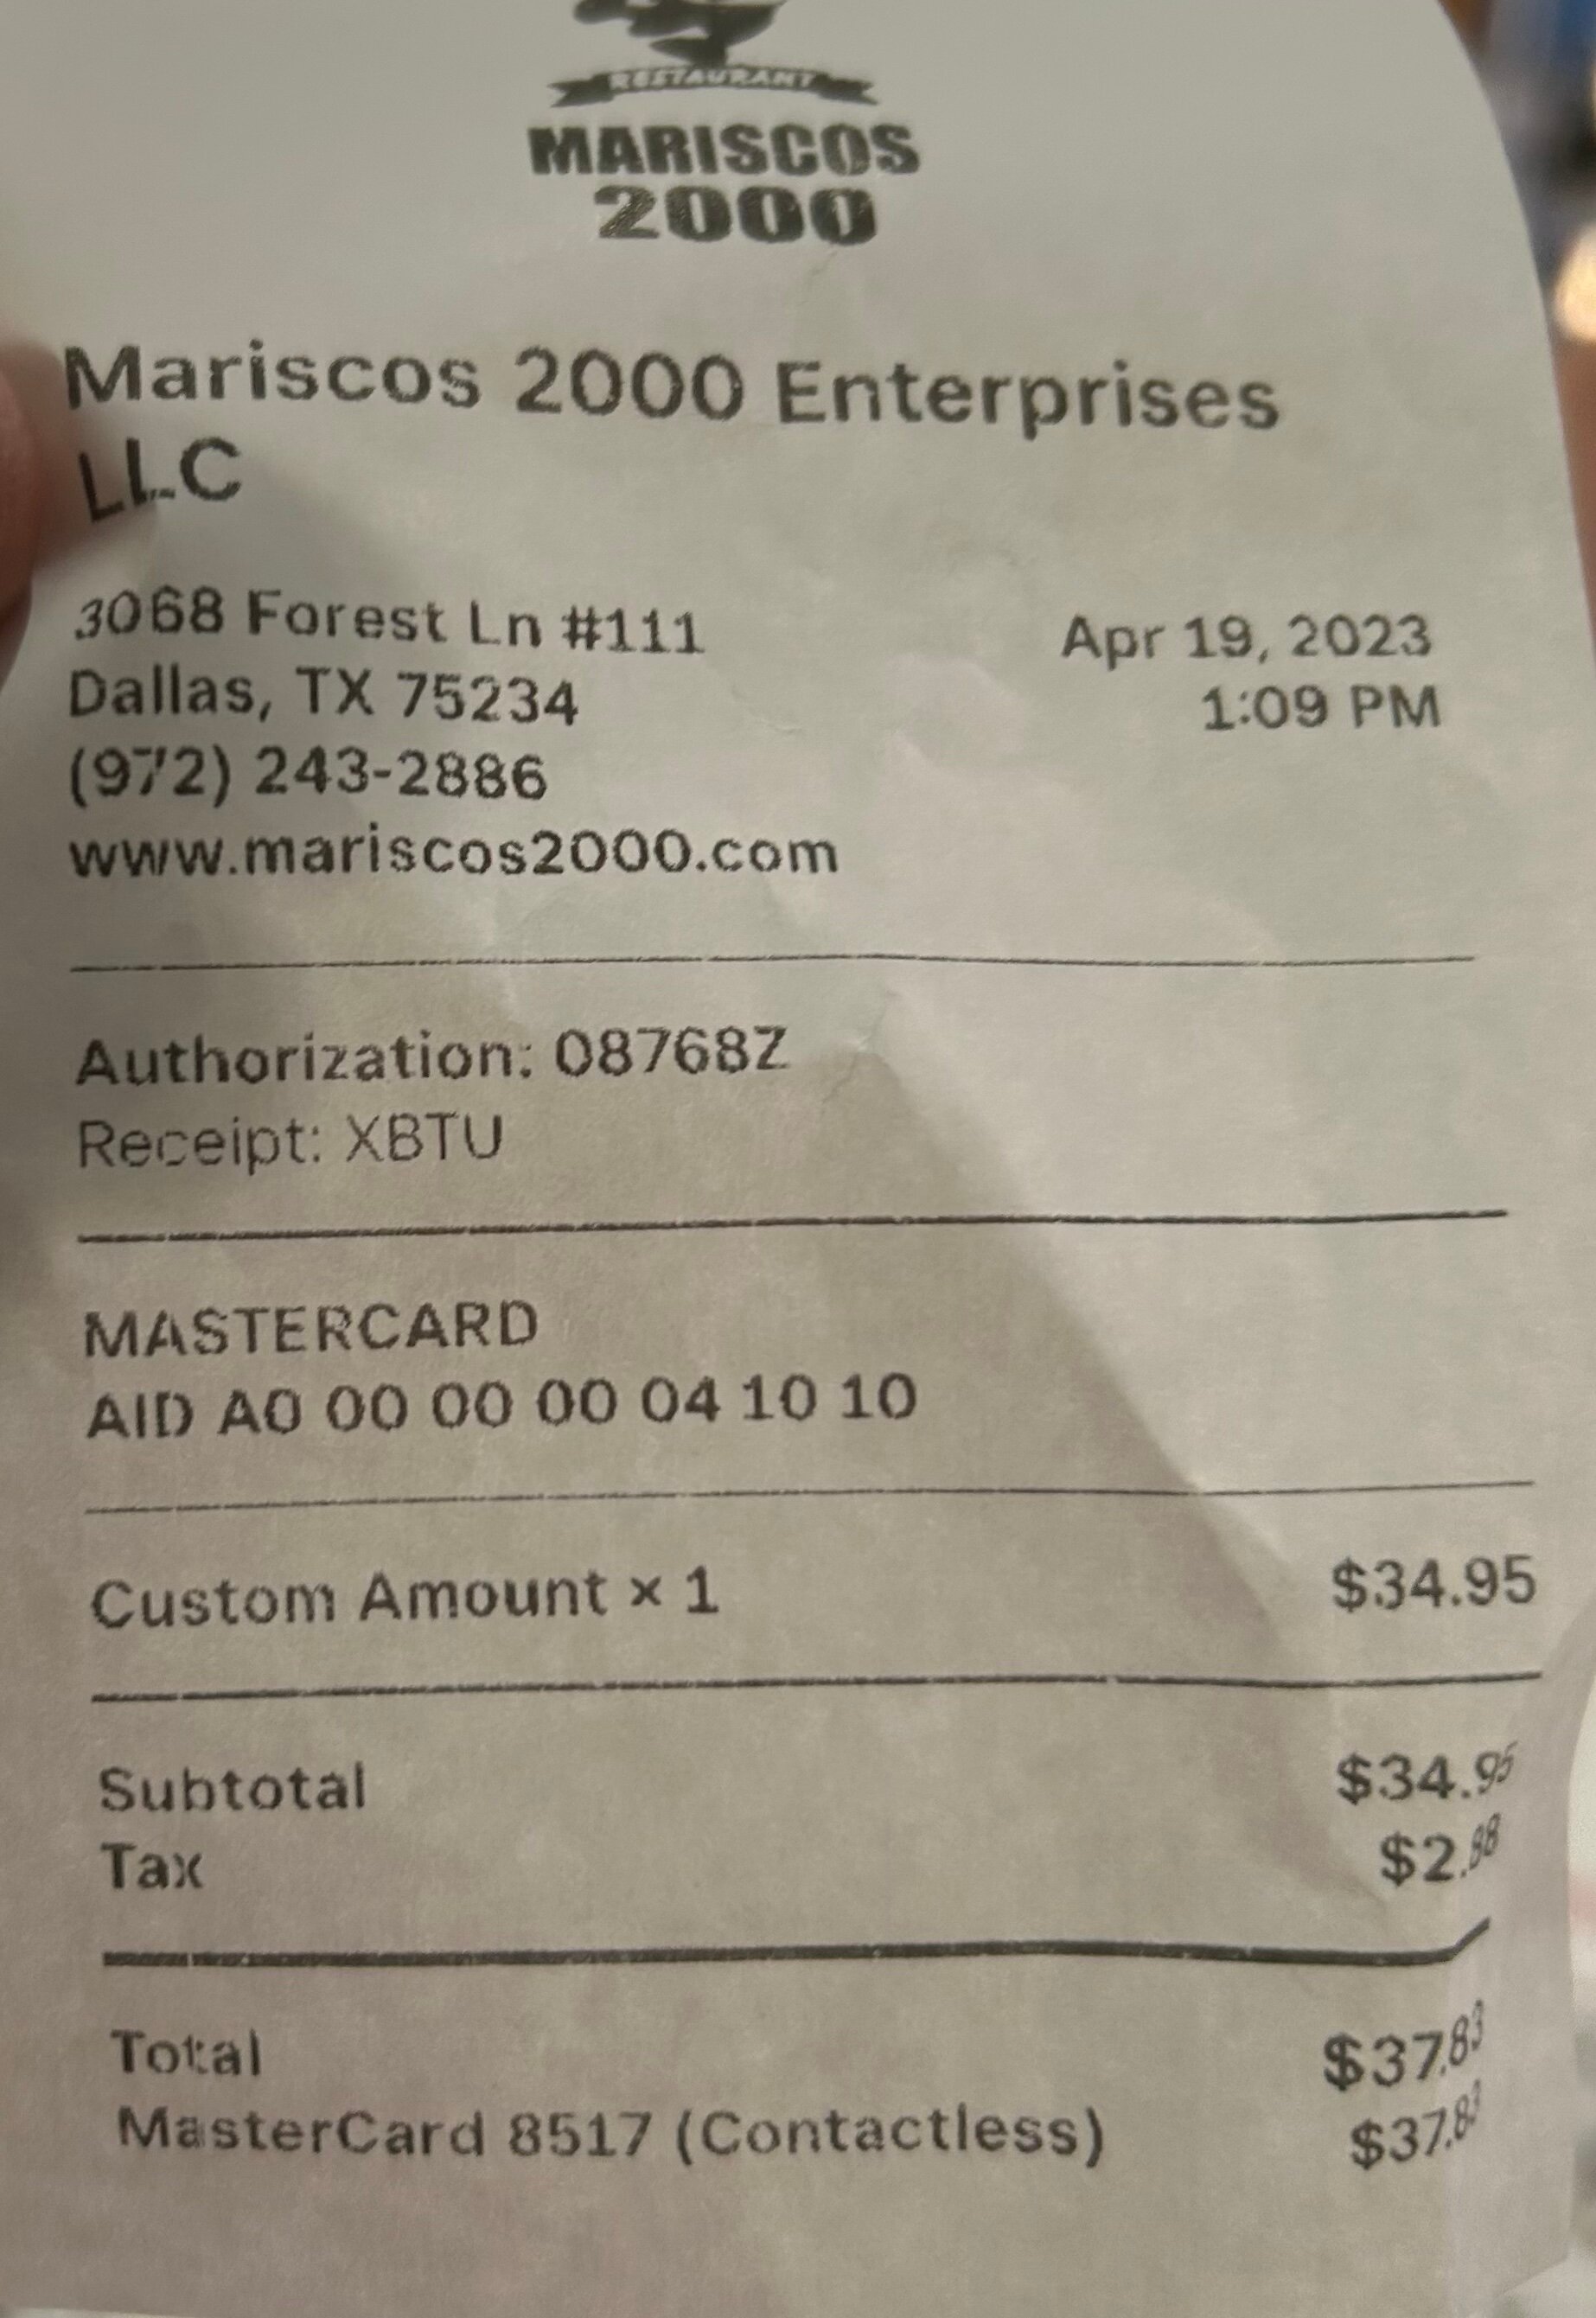 RESTAURANT
MARISCOS
2000
Mariscos 2000 Enterprises
LLC
3068 Forest Ln #111
Apr 19, 2023
Dallas, TX 75234
1:09 PM
(972) 243-2886
www.mariscos2000.com
Authorization: 08768Z
Receipt: XBTU
MASTERCARD
AID A0 00 00 00 04 10 10
Custom Amount × 1 $34.95
Subtotal $34.95
Tax $2.88
Total $37.83
MasterCard 8517 (Contactless) $37.83